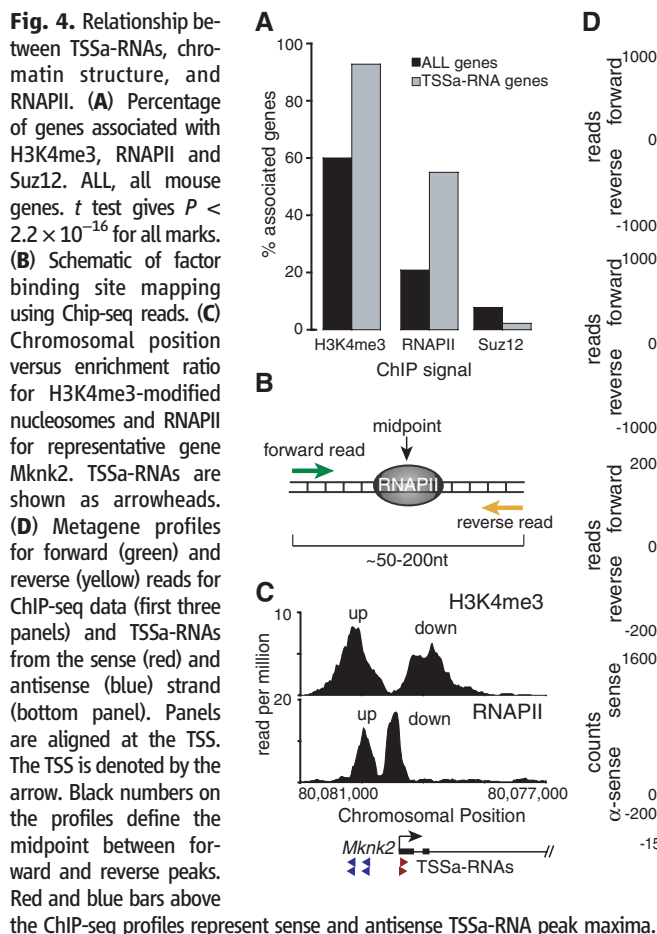 Fig. 4. Relationship be-
tween TSSa-RNAs, chro-
matin structure, and
RNAPII. (A) Percentage
of genes associated with
H3K4me3, RNAPII and
Suz12. ALL, all mouse
genes. t test gives P <
2.2 × 10⁻¹⁶ for all marks.
(B) Schematic of factor
binding site mapping
using Chip-seq reads. (C)
Chromosomal position
versus enrichment ratio
for H3K4me3-modified
nucleosomes and RNAPII
for representative gene
Mknk2. TSSa-RNAs are
shown as arrowheads.
(D) Metagene profiles
for forward (green) and
reverse (yellow) reads for
ChIP-seq data (first three
panels) and TSSa-RNAs
from the sense (red) and
antisense (blue) strand
(bottom panel). Panels
are aligned at the TSS.
The TSS is denoted by the
arrow. Black numbers on
the profiles define the
midpoint between for-
ward and reverse peaks.
Red and blue bars above
the ChIP-seq profiles represent sense and antisense TSSa-RNA peak maxima.
A
% associated genes
100
80
60
40
20
0
ALL genes
TSSa-RNA genes
H3K4me3 RNAPII Suz12
ChIP signal
B
midpoint
forward read
RNAPII
reverse read
~50-200nt
C
read per million
10
up
down
H3K4me3
20
up
down
RNAPII
80,081,000 80,077,000
Chromosomal Position
Mknk2
TSSa-RNAs
D
reads
reverse forward
1000
0
-1000
reads
reverse forward
1000
0
-1000
reads
reverse forward
200
0
-200
counts
α-sense sense
1600
0
-200
-15